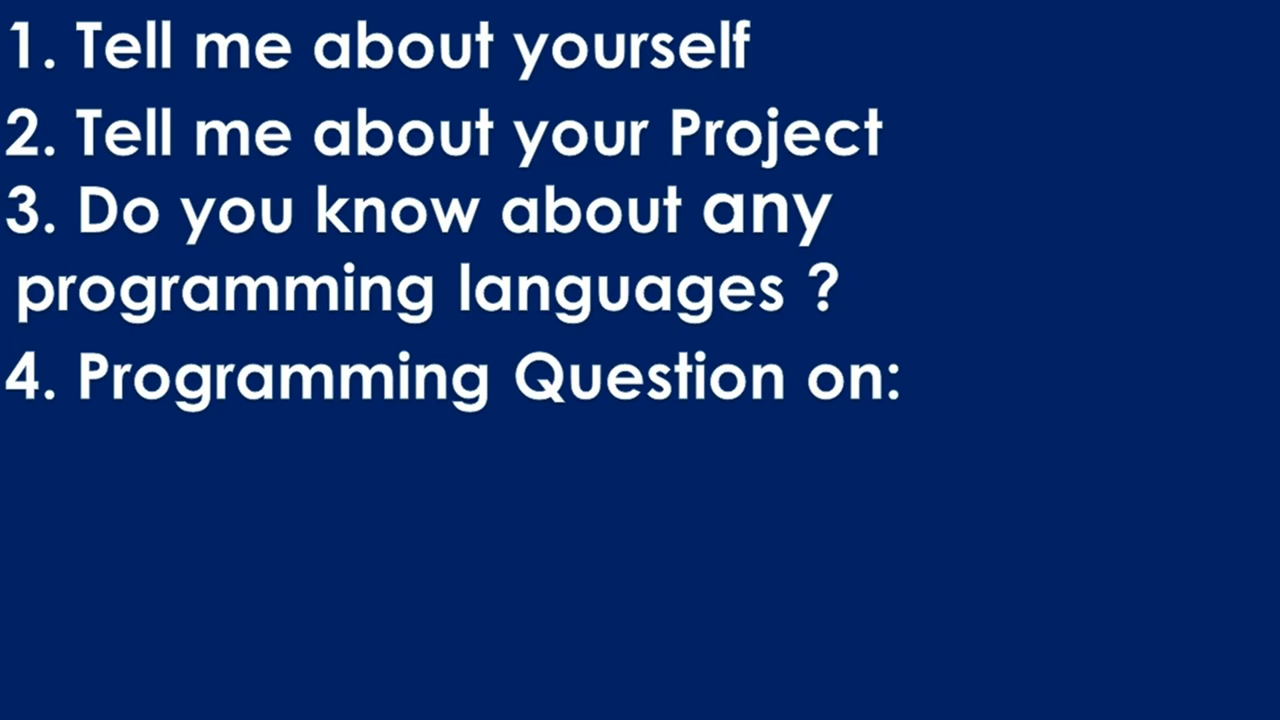 1. Tell me about yourself
2. Tell me about your Project
3. Do you know about any
programming languages ?
4. Programming Question on: